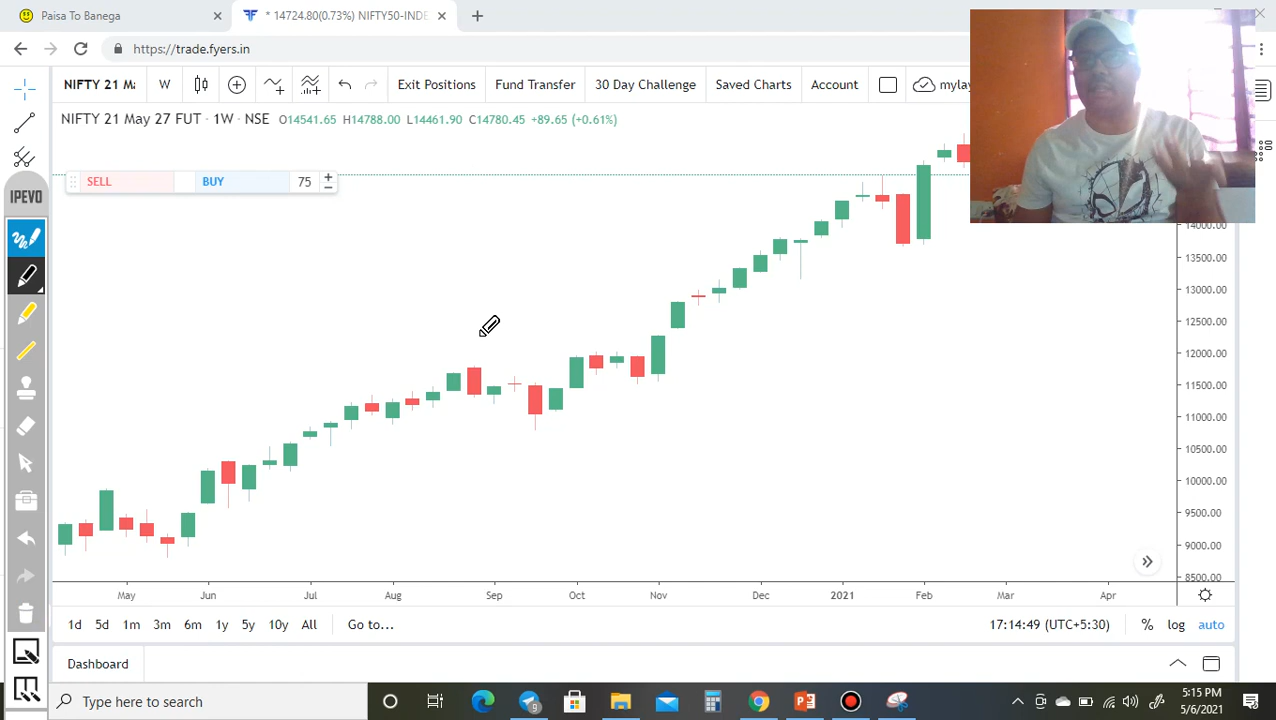 Paisa To Banega
* 14724.80(0.73%) NIFTY50-INDE
https://trade.fyers.in
NIFTY 21 Ma W Exit Positions Fund Transfer 30 Day Challenge Saved Charts Account mylay
NIFTY 21 May 27 FUT · 1W · NSE O14541.65 H14788.00 L14461.90 C14780.45 +89.65 (+0.61%)
SELL BUY 75
IPEVO
14000.00
13500.00
13000.00
12500.00
12000.00
11500.00
11000.00
10500.00
10000.00
9500.00
9000.00
8500.00
May Jun Jul Aug Sep Oct Nov Dec 2021 Feb Mar Apr
1d 5d 1m 3m 6m 1y 5y 10y All Go to... 17:14:49 (UTC+5:30) % log auto
Dashboard
Type here to search
5:15 PM
5/6/2021